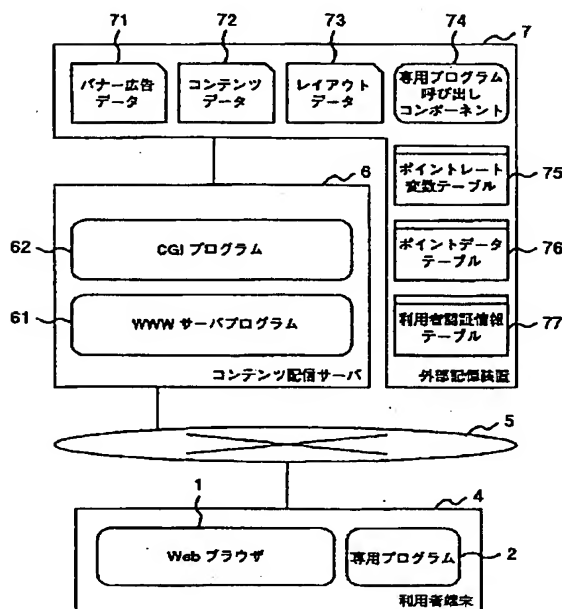 71
72
73
74
7
バナー広告
データ
コンテンツ
データ
レイアウト
データ
専用プログラム
呼び出し
コンポーネント
6
ポイントレート
変数テーブル
75
62
CGI プログラム
ポイントデータ
テーブル
76
61
WWW サーバプログラム
利用者認証情報
テーブル
77
コンテンツ配信サーバ
外部記憶装置
5
1
4
Web ブラウザ
専用プログラム
2
利用者端末